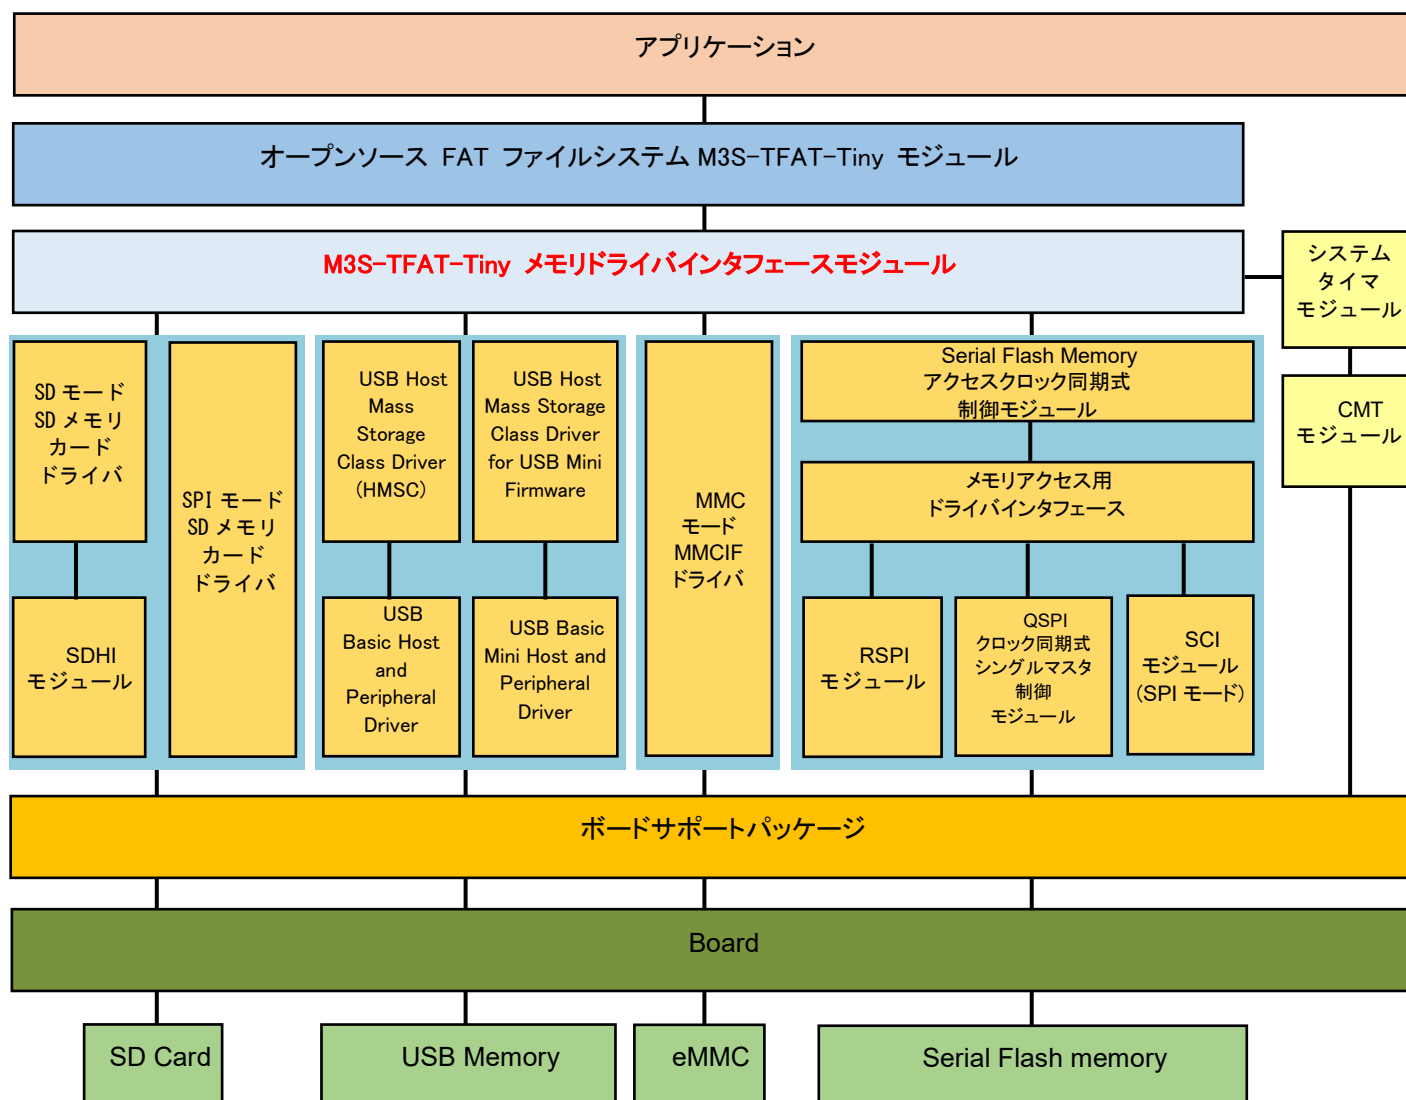 アプリケーション
オープンソース FAT ファイルシステム M3S-TFAT-Tiny モジュール
M3S-TFAT-Tiny メモリドライバインタフェースモジュール
システム
タイマ
モジュール
CMT
モジュール
SD モード
SD メモリ
カード
ドライバ
SPI モード
SD メモリ
カード
ドライバ
SDHI
モジュール
USB Host
Mass
Storage
Class Driver
(HMSC)
USB Host
Mass Storage
Class Driver
for USB Mini
Firmware
USB
Basic Host
and
Peripheral
Driver
USB Basic
Mini Host and
Peripheral
Driver
MMC
モード
MMCIF
ドライバ
Serial Flash Memory
アクセスクロック同期式
制御モジュール
メモリアクセス用
ドライバインタフェース
RSPI
モジュール
QSPI
クロック同期式
シングルマスタ
制御
モジュール
SCI
モジュール
(SPI モード)
ボードサポートパッケージ
Board
SD Card
USB Memory
eMMC
Serial Flash memory